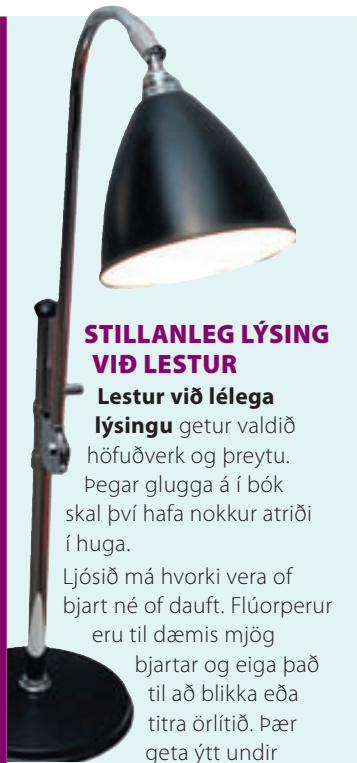 STILLANLEG LÝSING
VIÐ LESTUR
Lestur við lélega
lýsingu getur valdið
höfuðverk og þreytu.
Þegar glugga á í bók
skal því hafa nokkur atriði
í huga.
Ljósið má hvorki vera of
bjart né of dauft. Flúorperur
eru til dæmis mjög
bjartar og eiga það
til að blikka eða
titra örlítið. Þær
geta ýtt undir